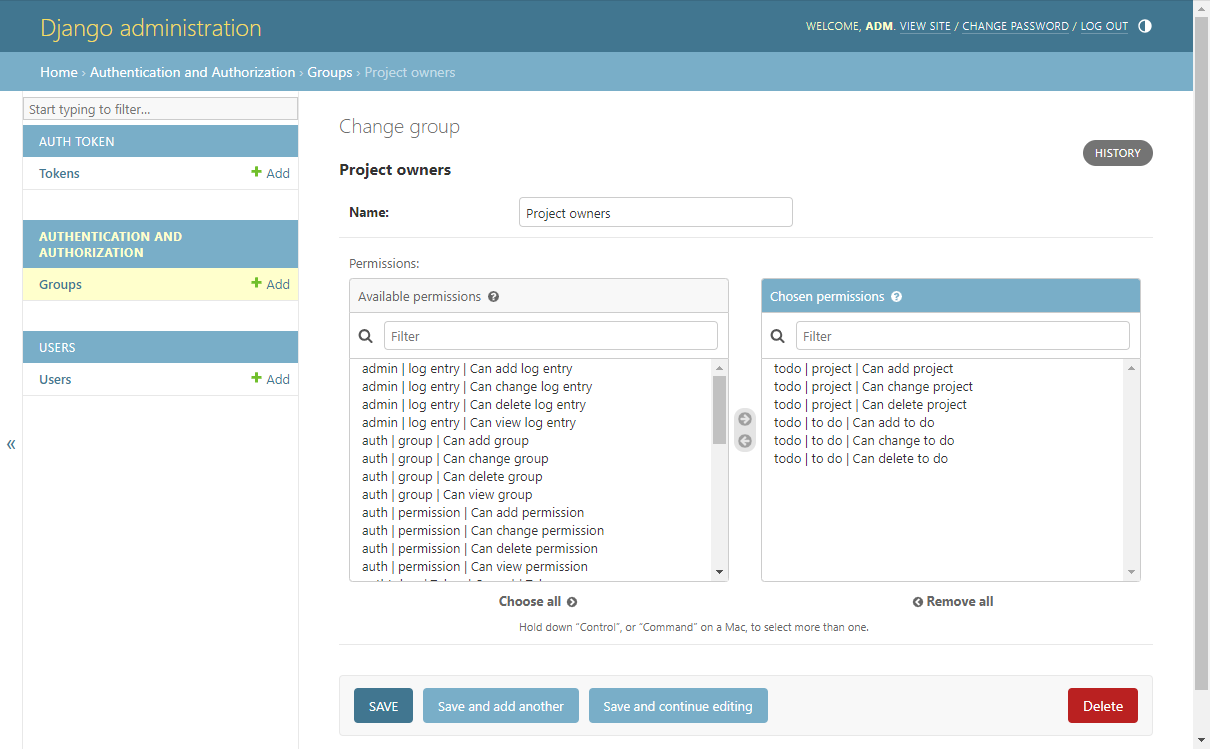 Django administration
WELCOME, ADM. VIEW SITE / CHANGE PASSWORD / LOG OUT
Home › Authentication and Authorization › Groups › Project owners
Start typing to filter...
AUTH TOKEN
Tokens
Add
AUTHENTICATION AND
AUTHORIZATION
Groups
Add
USERS
Users
Add
«
Change group
HISTORY
Project owners
Name:
Project owners
Permissions:
Available permissions
Filter
admin | log entry | Can add log entry
admin | log entry | Can change log entry
admin | log entry | Can delete log entry
admin | log entry | Can view log entry
auth | group | Can add group
auth | group | Can change group
auth | group | Can delete group
auth | group | Can view group
auth | permission | Can add permission
auth | permission | Can change permission
auth | permission | Can delete permission
auth | permission | Can view permission
Choose all
Chosen permissions
Filter
todo | project | Can add project
todo | project | Can change project
todo | project | Can delete project
todo | to do | Can add to do
todo | to do | Can change to do
todo | to do | Can delete to do
Remove all
Hold down “Control”, or “Command” on a Mac, to select more than one.
SAVE
Save and add another
Save and continue editing
Delete